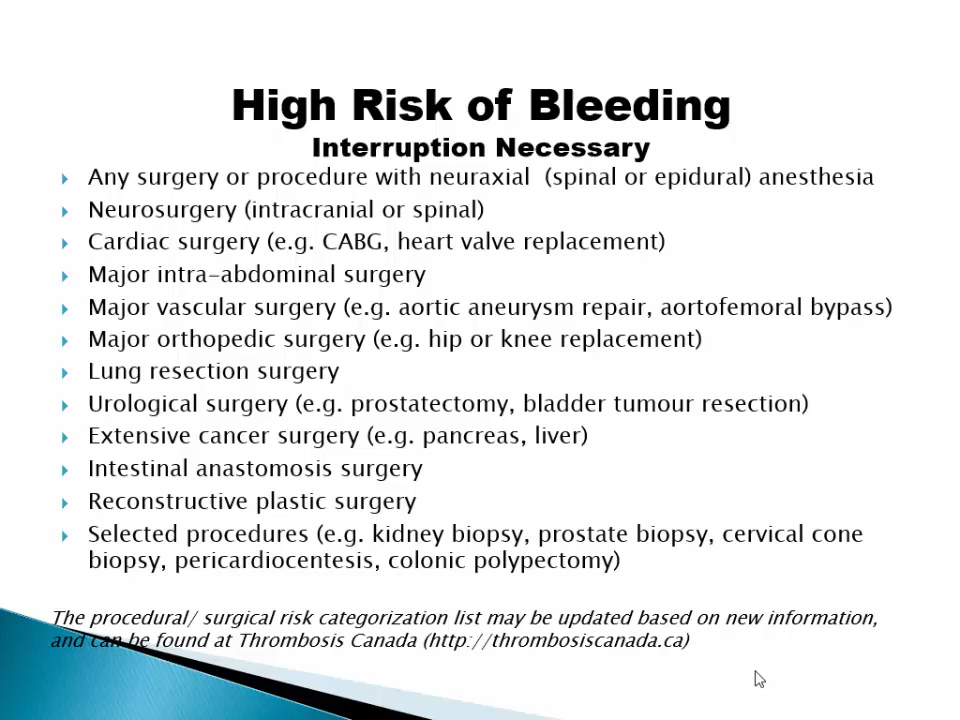 High Risk of Bleeding
Interruption Necessary
Any surgery or procedure with neuraxial (spinal or epidural) anesthesia
Neurosurgery (intracranial or spinal)
Cardiac surgery (e.g. CABG, heart valve replacement)
Major intra-abdominal surgery
Major vascular surgery (e.g. aortic aneurysm repair, aortofemoral bypass)
Major orthopedic surgery (e.g. hip or knee replacement)
Lung resection surgery
Urological surgery (e.g. prostatectomy, bladder tumour resection)
Extensive cancer surgery (e.g. pancreas, liver)
Intestinal anastomosis surgery
Reconstructive plastic surgery
Selected procedures (e.g. kidney biopsy, prostate biopsy, cervical cone
biopsy, pericardiocentesis, colonic polypectomy)
The procedural/ surgical risk categorization list may be updated based on new information,
and can be found at Thrombosis Canada (http://thrombosiscanada.ca)